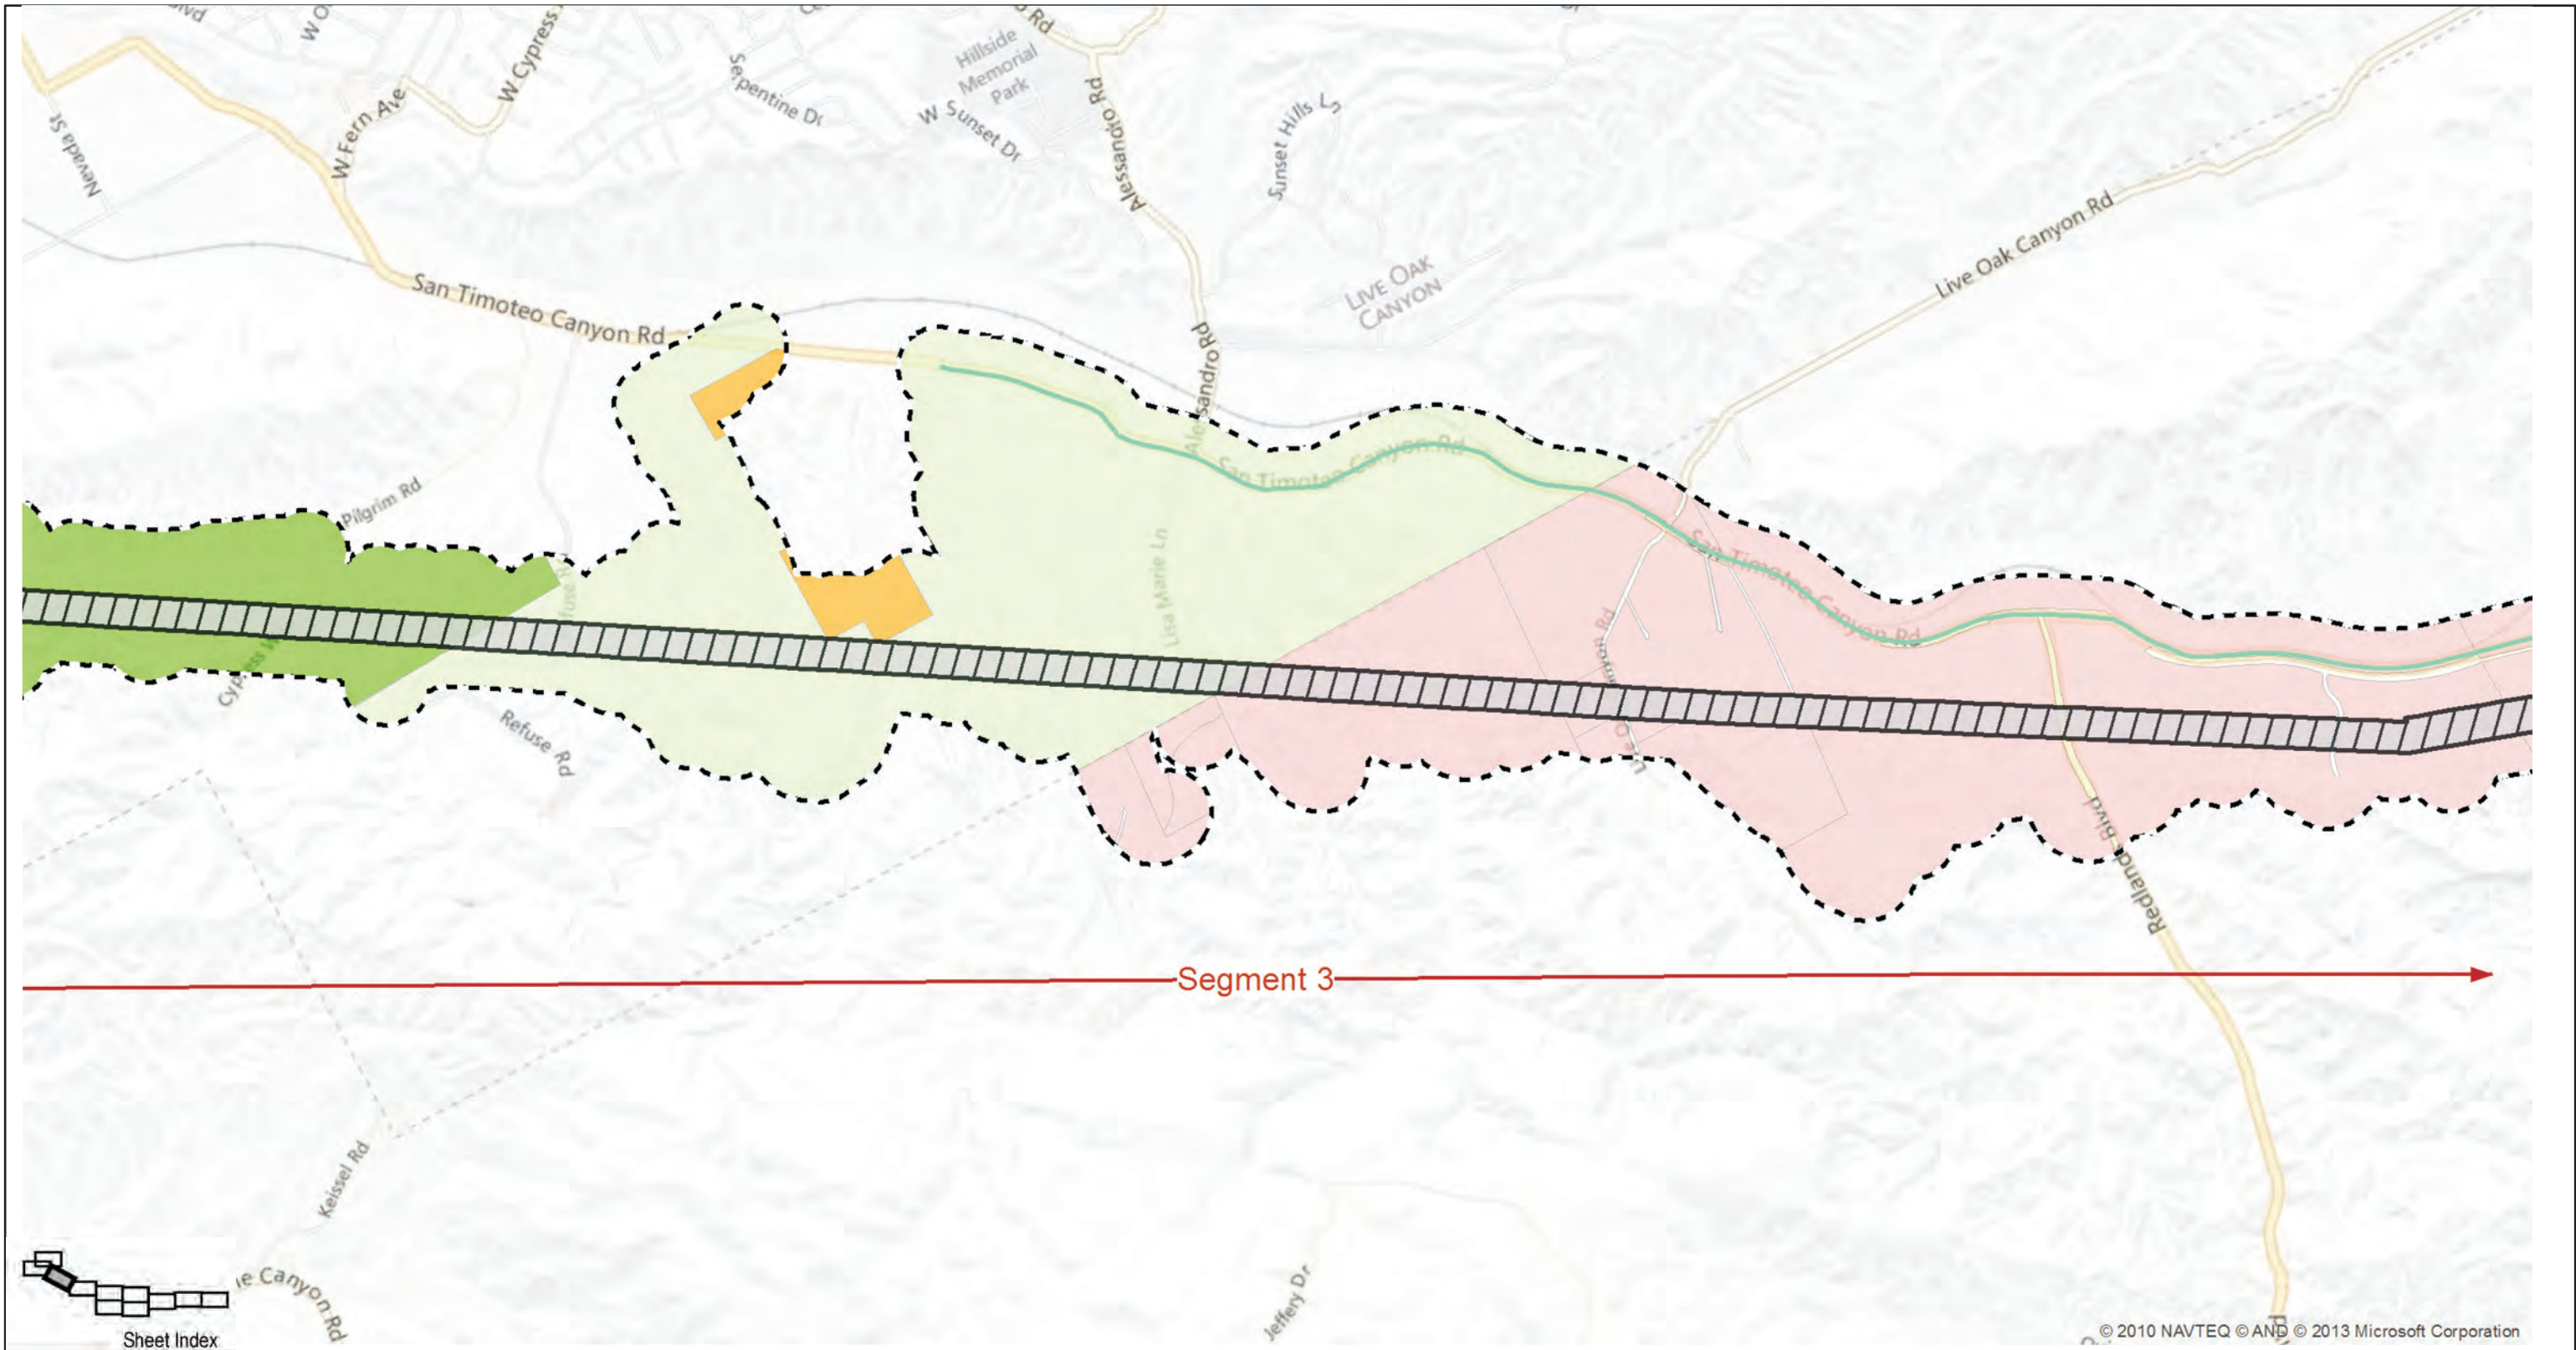 W Cypress
Nevada St
W Fern Ave
Serpentine Dr
Hillside
Memorial
Park
W Sunset Dr
Alessandro Rd
Sunset Hills
Live Oak Canyon Rd
LIVE OAK
CANYON
San Timoteo Canyon Rd
Alessandro Rd
San Timoteo Canyon Rd
Pilgrim Rd
San Timoteo Canyon Rd
Lisa Marie Ln
Refuse Rd
Redlands Blvd
Segment 3
Keissel Rd
Canyon Rd
Jeffery Dr
Sheet Index
© 2010 NAVTEQ © AND © 2013 Microsoft Corporation